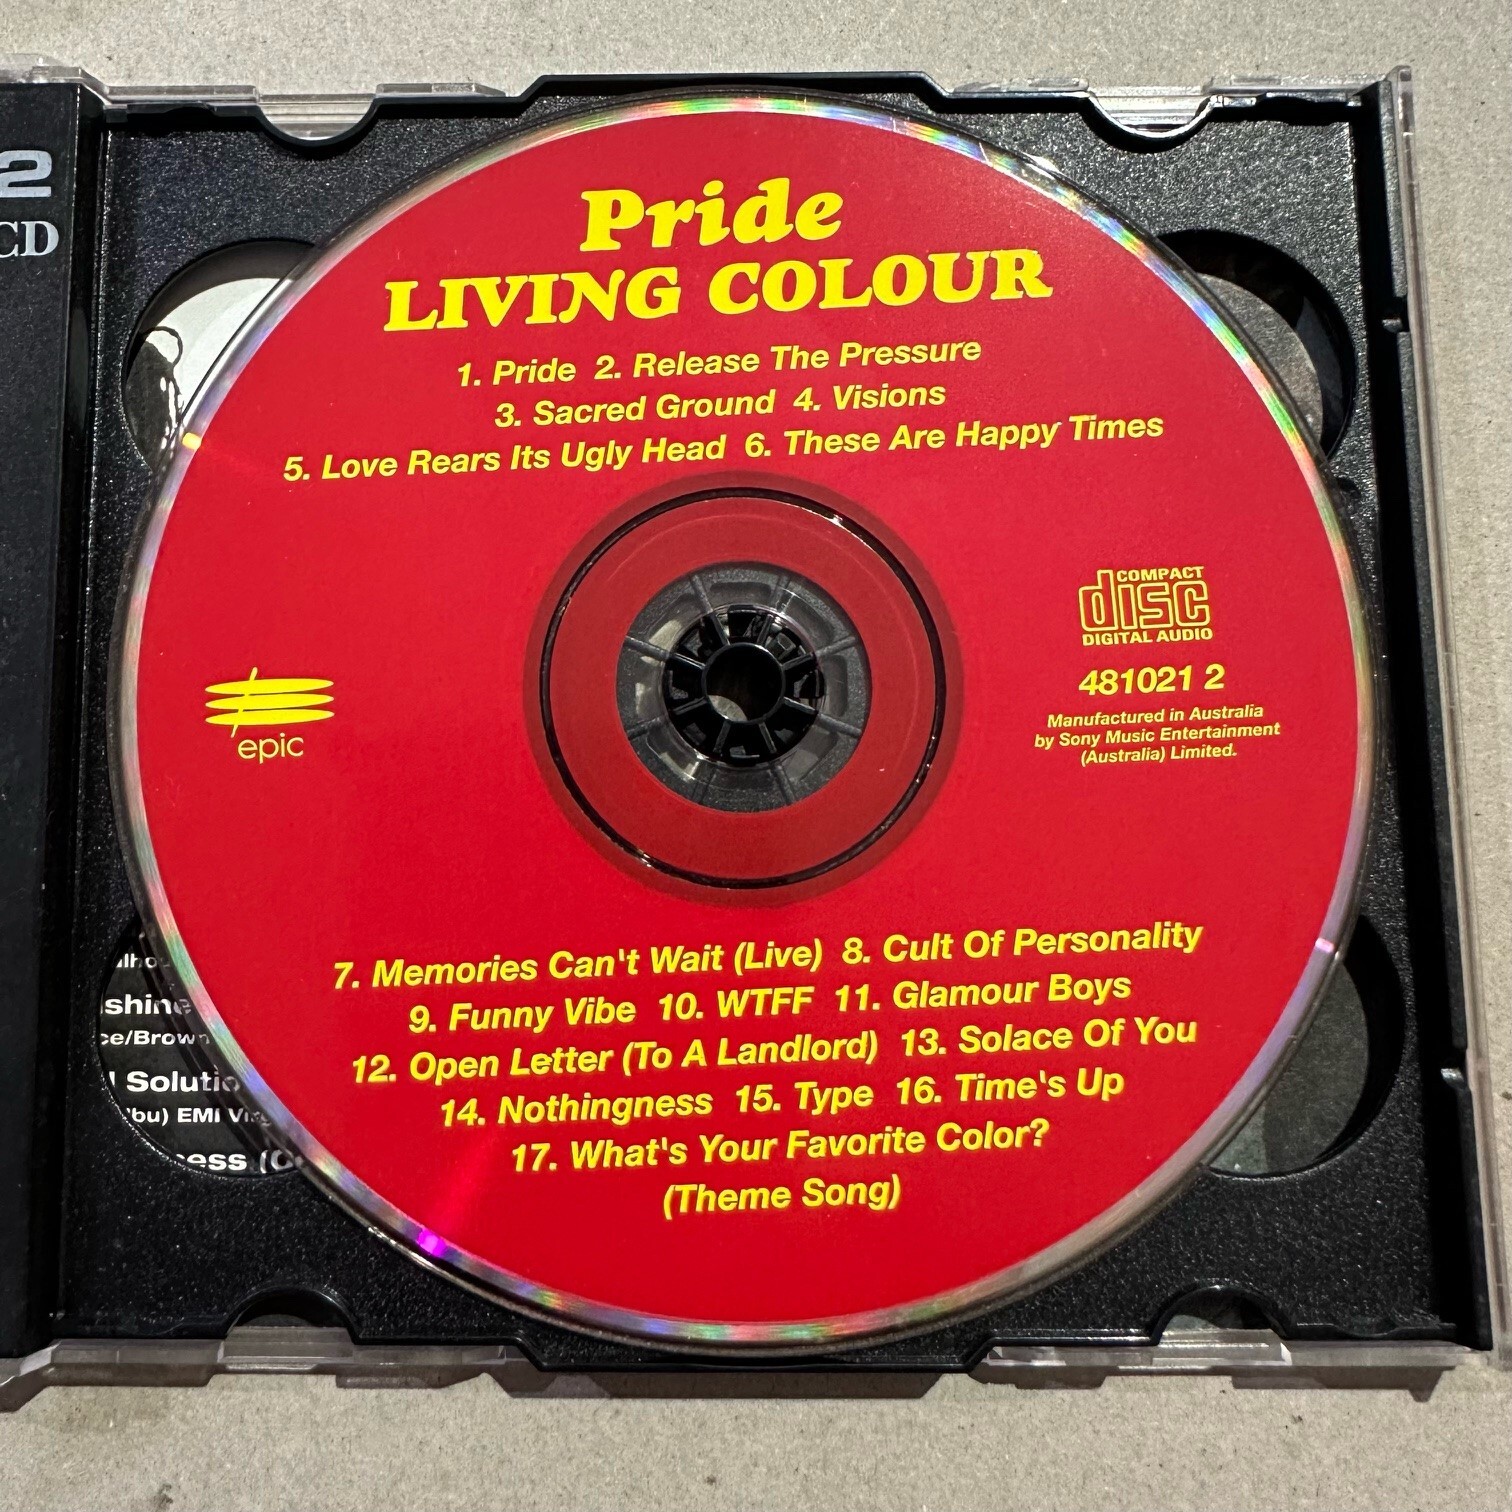 2
CD
Pride
LIVING COLOUR
1. Pride 2. Release The Pressure
3. Sacred Ground 4. Visions
5. Love Rears Its Ugly Head 6. These Are Happy Times
COMPACT
disc
DIGITAL AUDIO
481021 2
Manufactured in Australia
by Sony Music Entertainment
(Australia) Limited.
epic
7. Memories Can't Wait (Live) 8. Cult Of Personality
9. Funny Vibe 10. WTFF 11. Glamour Boys
12. Open Letter (To A Landlord) 13. Solace Of You
14. Nothingness 15. Type 16. Time's Up
17. What's Your Favorite Color?
(Theme Song)
EMI